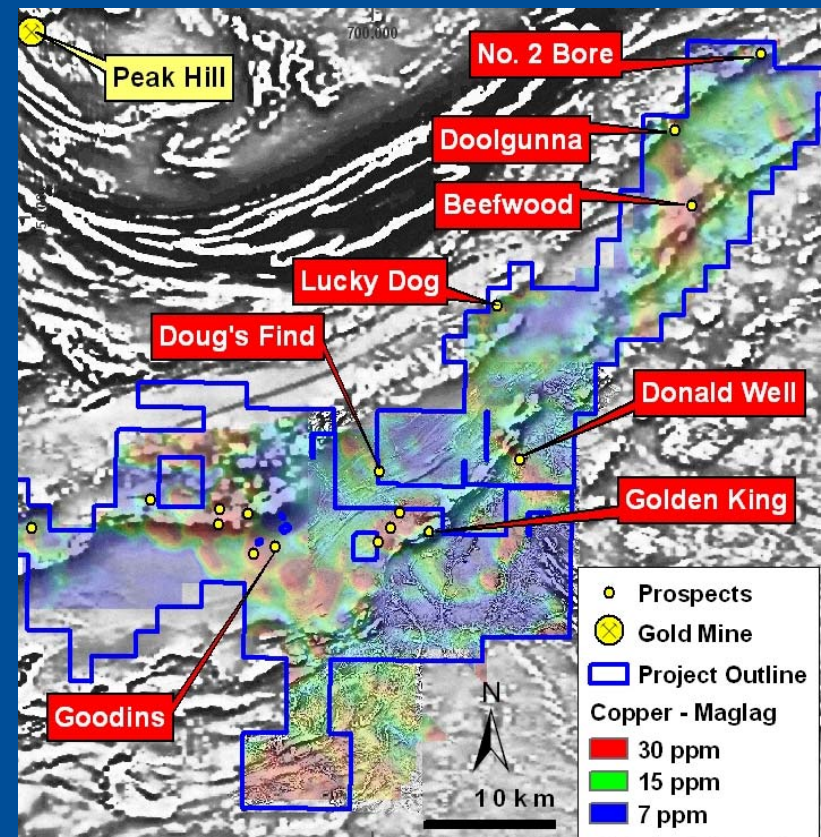 700,000
No. 2 Bore
Peak Hill
Doolgunna
Beefwood
Lucky Dog
Doug's Find
Donald Well
Golden King
Goodins
N
10 km
Prospects
Gold Mine
Project Outline
Copper - Maglag
30 ppm
15 ppm
7 ppm